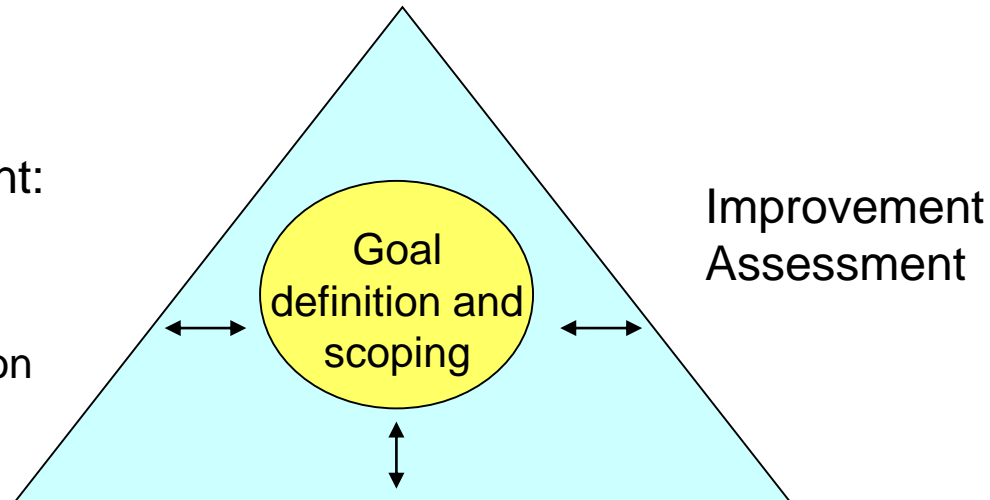 nt:
on
Goal
definition and
scoping
Improvement
Assessment